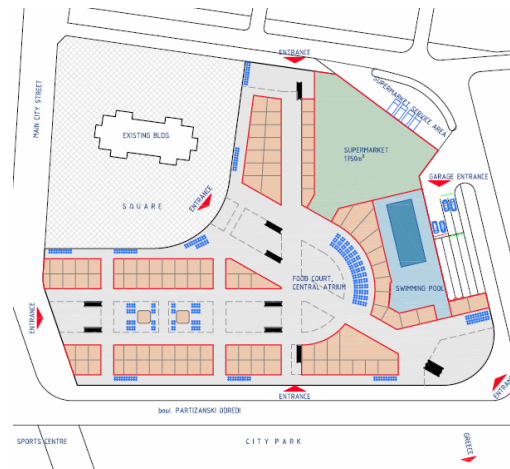 ENTRANCE
MAIN CITY STREET
SUPERMARKET SERVICE AREA
EXISTING BLDG.
SUPERMARKET
1750m²
GARAGE ENTRANCE
SQUARE
ENTRANCE
FOOD COURT,
CENTRAL ATRIUM
SWIMMING POOL
ENTRANCE
ENTRANCE
ENTRANCE
boul. PARTIZANSKI ODREDI
SPORTS CENTRE
CITY PARK
GREECE